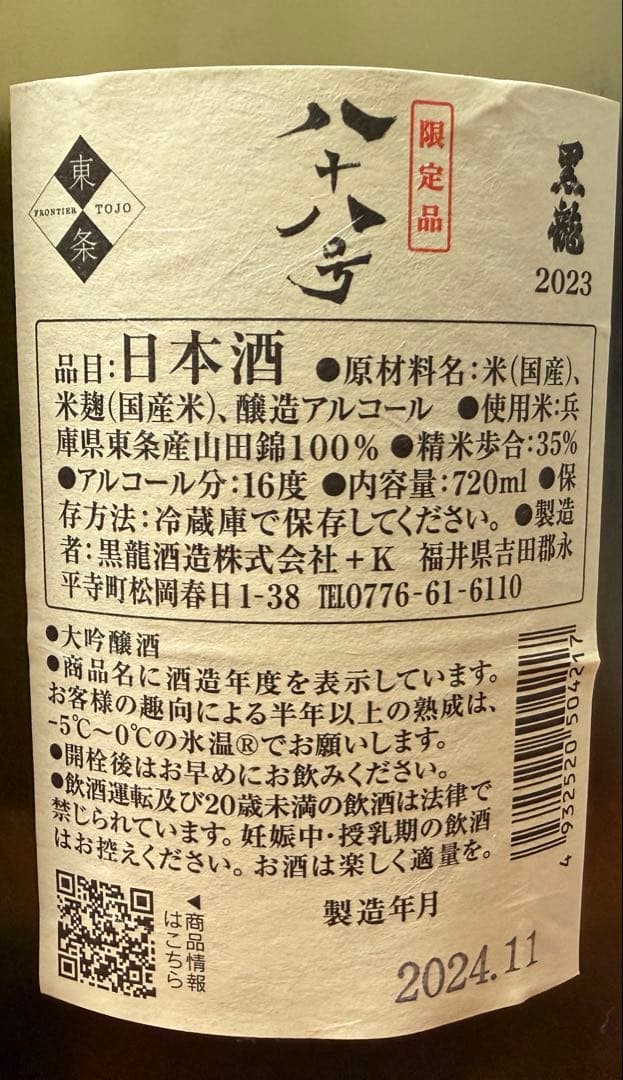 東
FRONTIER TOJO
条
八十八号
限定品
黒龍
2023
品目:日本酒 ●原材料名:米(国産)、
米麹(国産米)、醸造アルコール ●使用米:兵
庫県東条産山田錦100% ●精米歩合:35%
●アルコール分:16度 ●内容量:720ml ●保
存方法:冷蔵庫で保存してください。 ●製造
者:黒龍酒造株式会社+K 福井県吉田郡永
平寺町松岡春日1-38 TEL0776-61-6110
●大吟醸酒
●商品名に酒造年度を表示しています。
お客様の趣向による半年以上の熟成は、
-5℃～0℃の氷温®でお願いします。
●開栓後はお早めにお飲みください。
●飲酒運転及び20歳未満の飲酒は法律で
禁じられています。妊娠中・授乳期の飲酒
はお控えください。お酒は楽しく適量を。
4 932520 504217
◀商品情報
はこちら
製造年月
2024.11